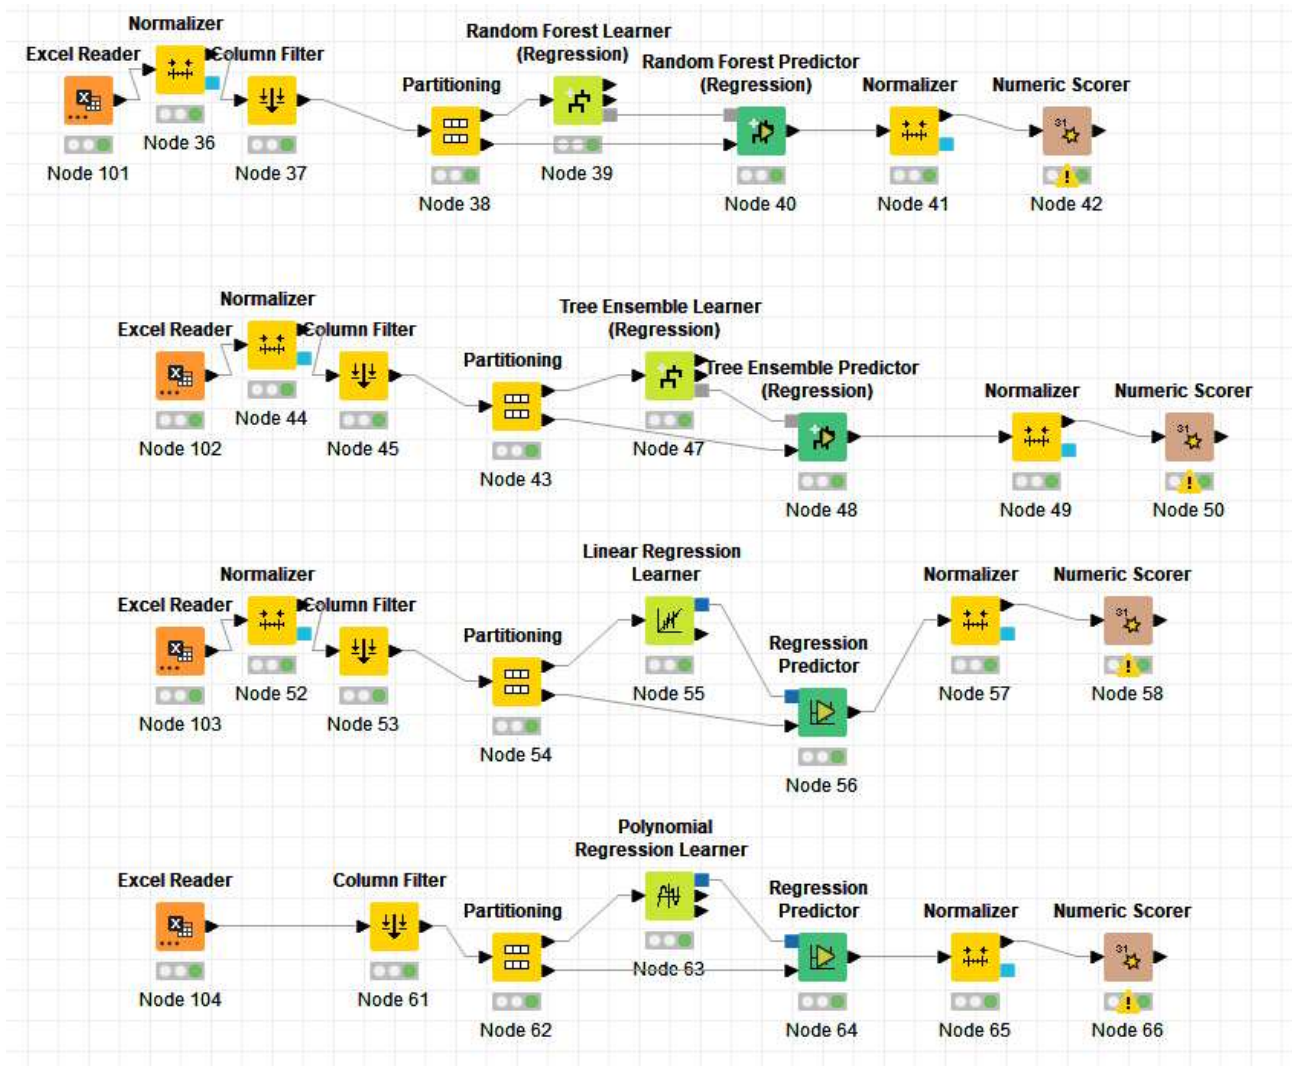 Normalizer
Random Forest Learner
(Regression)
Excel Reader
Column Filter
Random Forest Predictor
(Regression)
Partitioning
Normalizer
Numeric Scorer
Node 36
Node 101
Node 37
Node 39
Node 38
Node 40
Node 41
Node 42
Normalizer
Tree Ensemble Learner
(Regression)
Excel Reader
Column Filter
Partitioning
Tree Ensemble Predictor
(Regression)
Normalizer
Numeric Scorer
Node 44
Node 102
Node 45
Node 47
Node 43
Node 48
Node 49
Node 50
Linear Regression
Learner
Normalizer
Normalizer
Numeric Scorer
Excel Reader
Column Filter
Partitioning
Regression
Predictor
Node 52
Node 55
Node 57
Node 58
Node 103
Node 53
Node 54
Node 56
Polynomial
Regression Learner
Excel Reader
Column Filter
Regression
Predictor
Partitioning
Normalizer
Numeric Scorer
Node 63
Node 104
Node 61
Node 62
Node 64
Node 65
Node 66